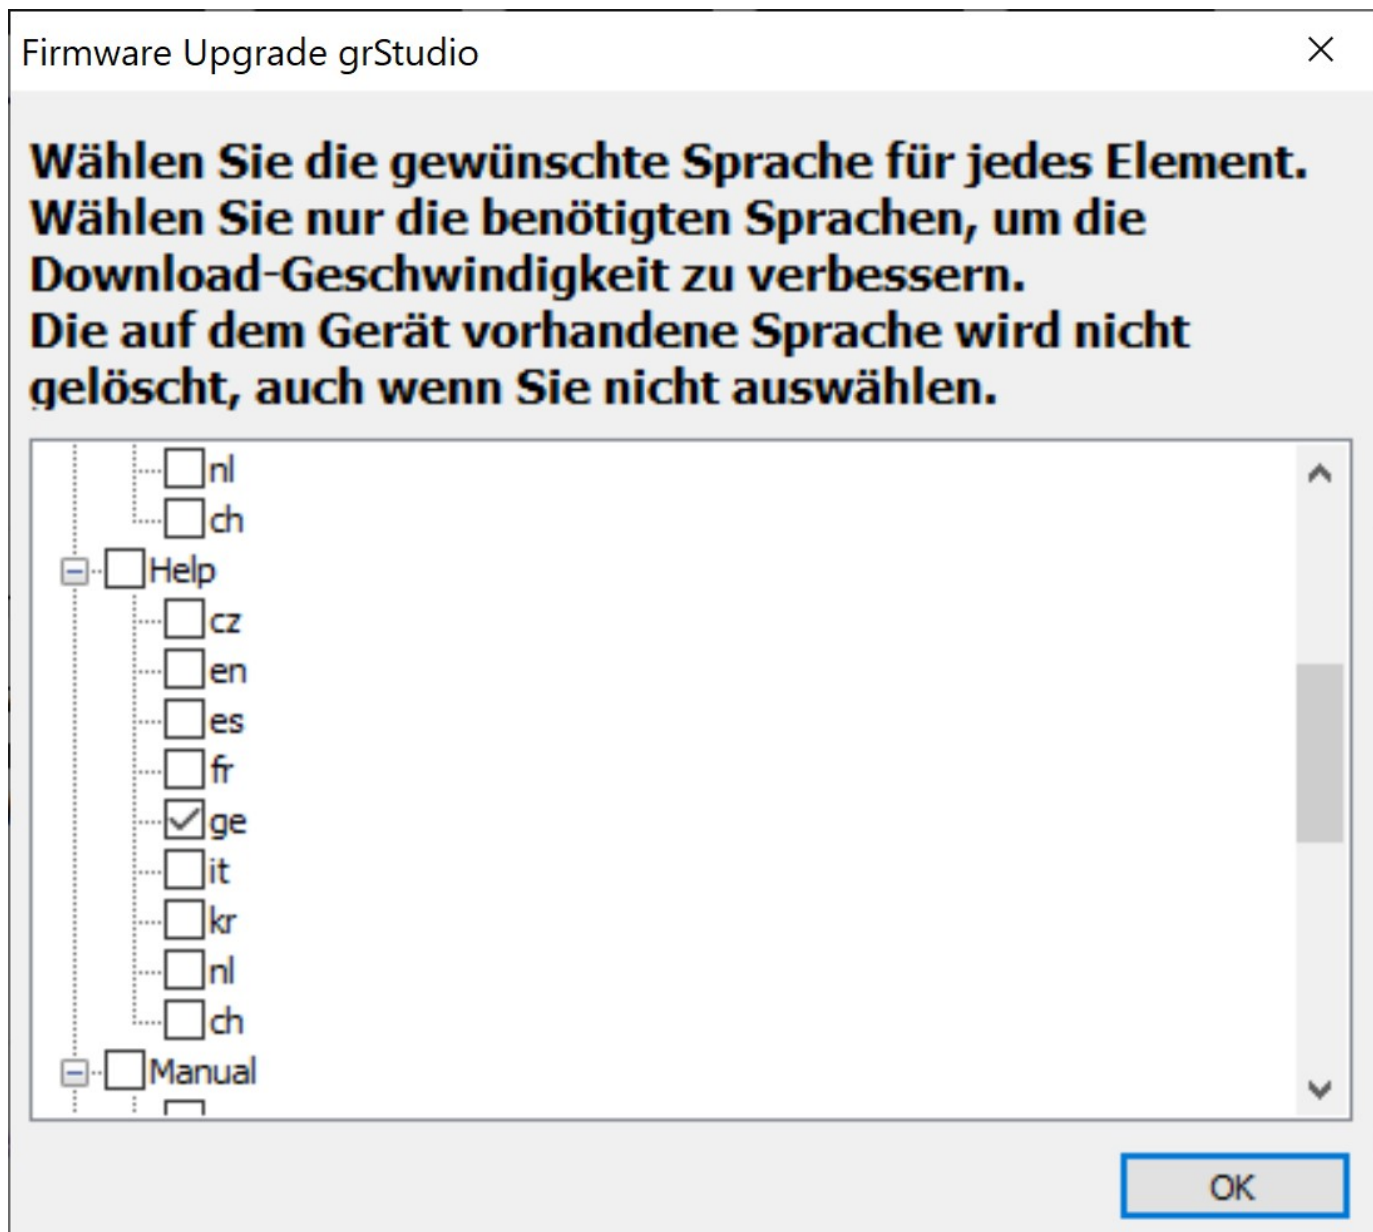 Firmware Upgrade grStudio
Wählen Sie die gewünschte Sprache für jedes Element.
Wählen Sie nur die benötigten Sprachen, um die
Download-Geschwindigkeit zu verbessern.
Die auf dem Gerät vorhandene Sprache wird nicht
gelöscht, auch wenn Sie nicht auswählen.
nl
ch
Help
cz
en
es
fr
ge
it
kr
nl
ch
Manual
OK